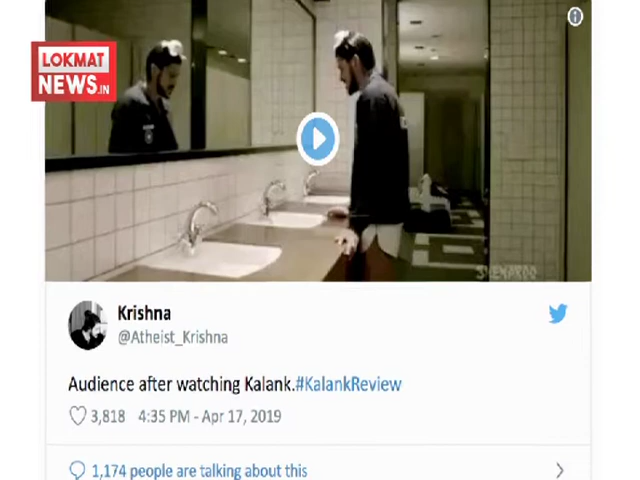 LOKMAT
NEWS.IN
SHEMAROO
Krishna
@Atheist_Krishna
Audience after watching Kalank.#KalankReview
3,818 4:35 PM - Apr 17, 2019
1,174 people are talking about this